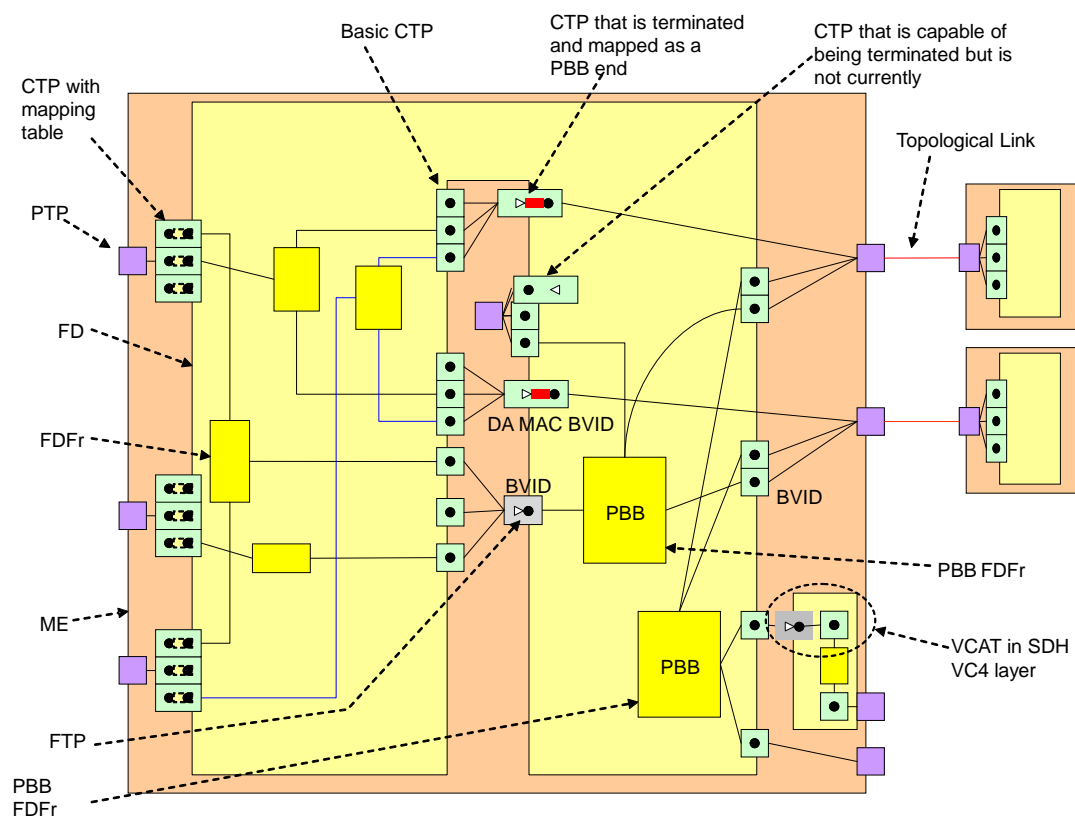 Basic CTP
CTP that is terminated
and mapped as a
PBB end
CTP that is capable of
being terminated but is
not currently
CTP with
mapping
table
Topological Link
PTP
FD
FDFr
DA MAC BVID
BVID
BVID
PBB
PBB FDFr
ME
PBB
VCAT in SDH
VC4 layer
FTP
PBB
FDFr